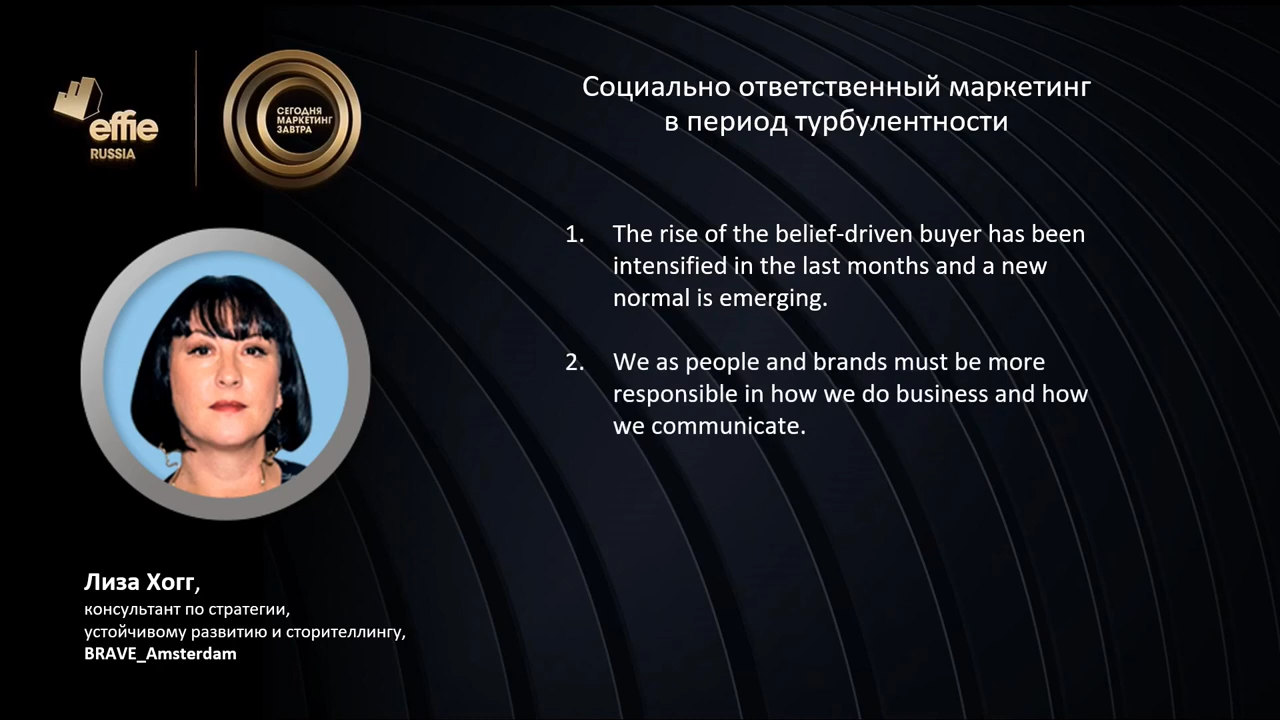 effie
RUSSIA
СЕГОДНЯ
МАРКЕТИНГ
ЗАВТРА
Социально ответственный маркетинг
в период турбулентности
1. The rise of the belief-driven buyer has been
intensified in the last months and a new
normal is emerging.
2. We as people and brands must be more
responsible in how we do business and how
we communicate.
Лиза Хогг,
консультант по стратегии,
устойчивому развитию и сторителлингу,
BRAVE_Amsterdam